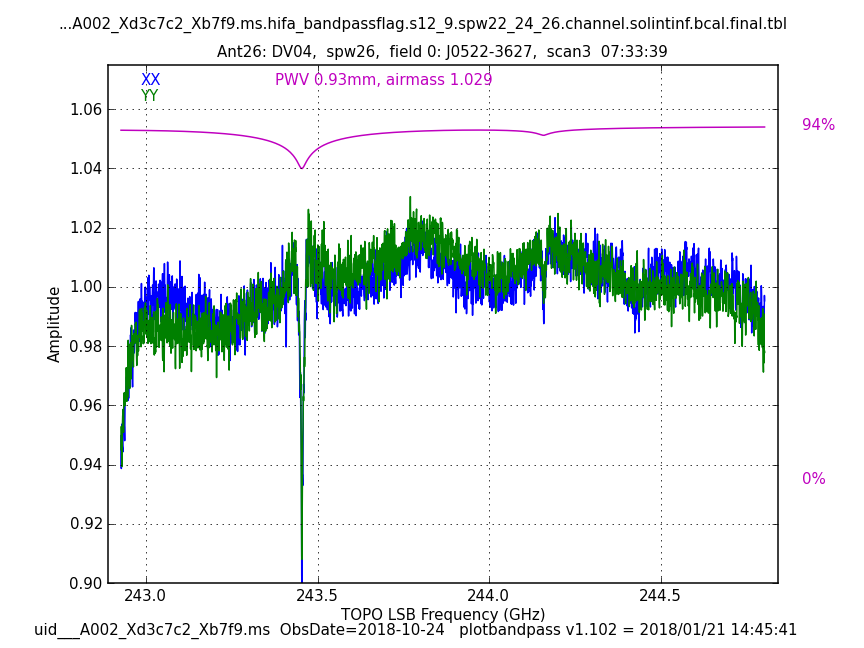 ...A002_Xd3c7c2_Xb7f9.ms.hifa_bandpassflag.s12_9.spw22_24_26.channel.solintinf.bcal.final.tbl
Ant26: DV04,  spw26,  field 0: J0522-3627,  scan3  07:33:39
XX
PWV 0.93mm, airmass 1.029
YY
1.06
94%
1.04
1.02
1.00
Amplitude
0.98
0.96
0.94
0%
0.92
0.90
243.0 243.5 244.0 244.5
TOPO LSB Frequency (GHz)
uid___A002_Xd3c7c2_Xb7f9.ms  ObsDate=2018-10-24   plotbandpass v1.102 = 2018/01/21 14:45:41